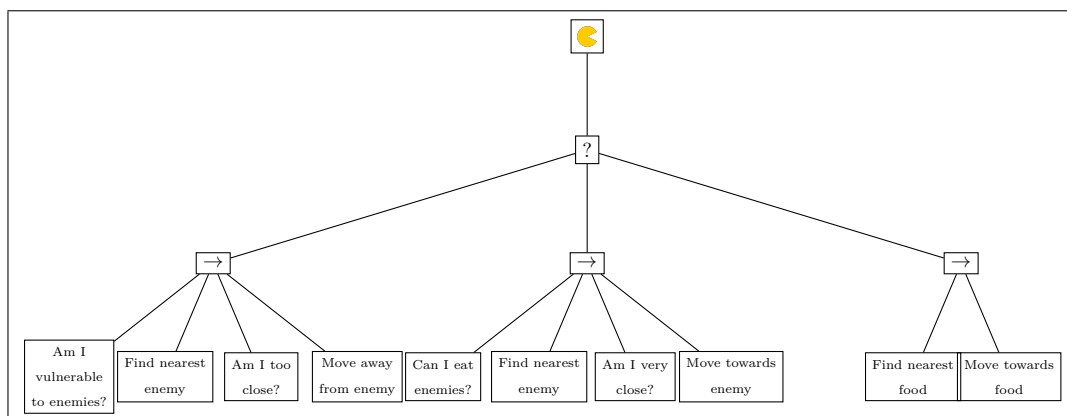 ?
→
→
→
Am I
vulnerable
to enemies?
Find nearest
enemy
Am I too
close?
Move away
from enemy
Can I eat
enemies?
Find nearest
enemy
Am I very
close?
Move towards
enemy
Find nearest
food
Move towards
food